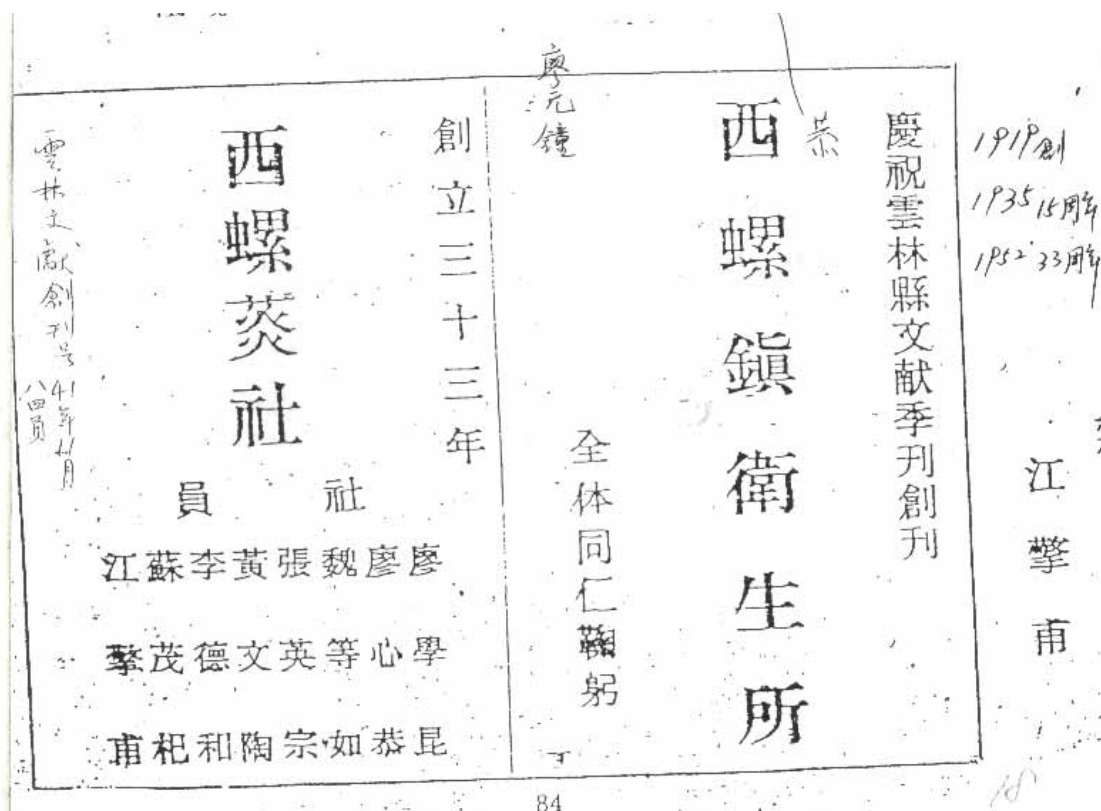 1919創
1935 15周年
1952 33周年
江擎甫
慶祝雲林縣文献季刊創刊
恭
西螺鎮衛生所
全体同仁鞠躬
廖元鐘
創立三十三年
西螺菼社
社員
廖學昆
廖心恭
魏等如
張英宗
黃文陶
李德和
蘇茂杞
江擎甫
雲林文獻創刊号
41年11月
八四頁
84
18